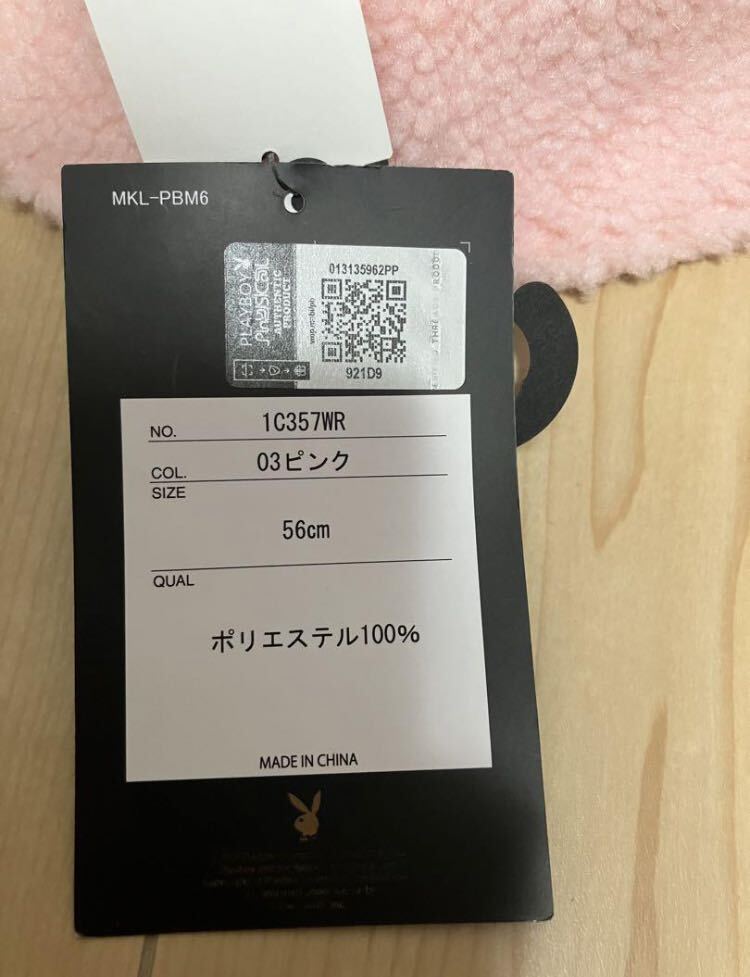 MKL-PBM6
013135962PP
PLAYBOY
AUTHENTIC
PRODUCT
921D9
NO. 1C357WR
COL. 03ピンク
SIZE
56cm
QUAL
ポリエステル100%
MADE IN CHINA